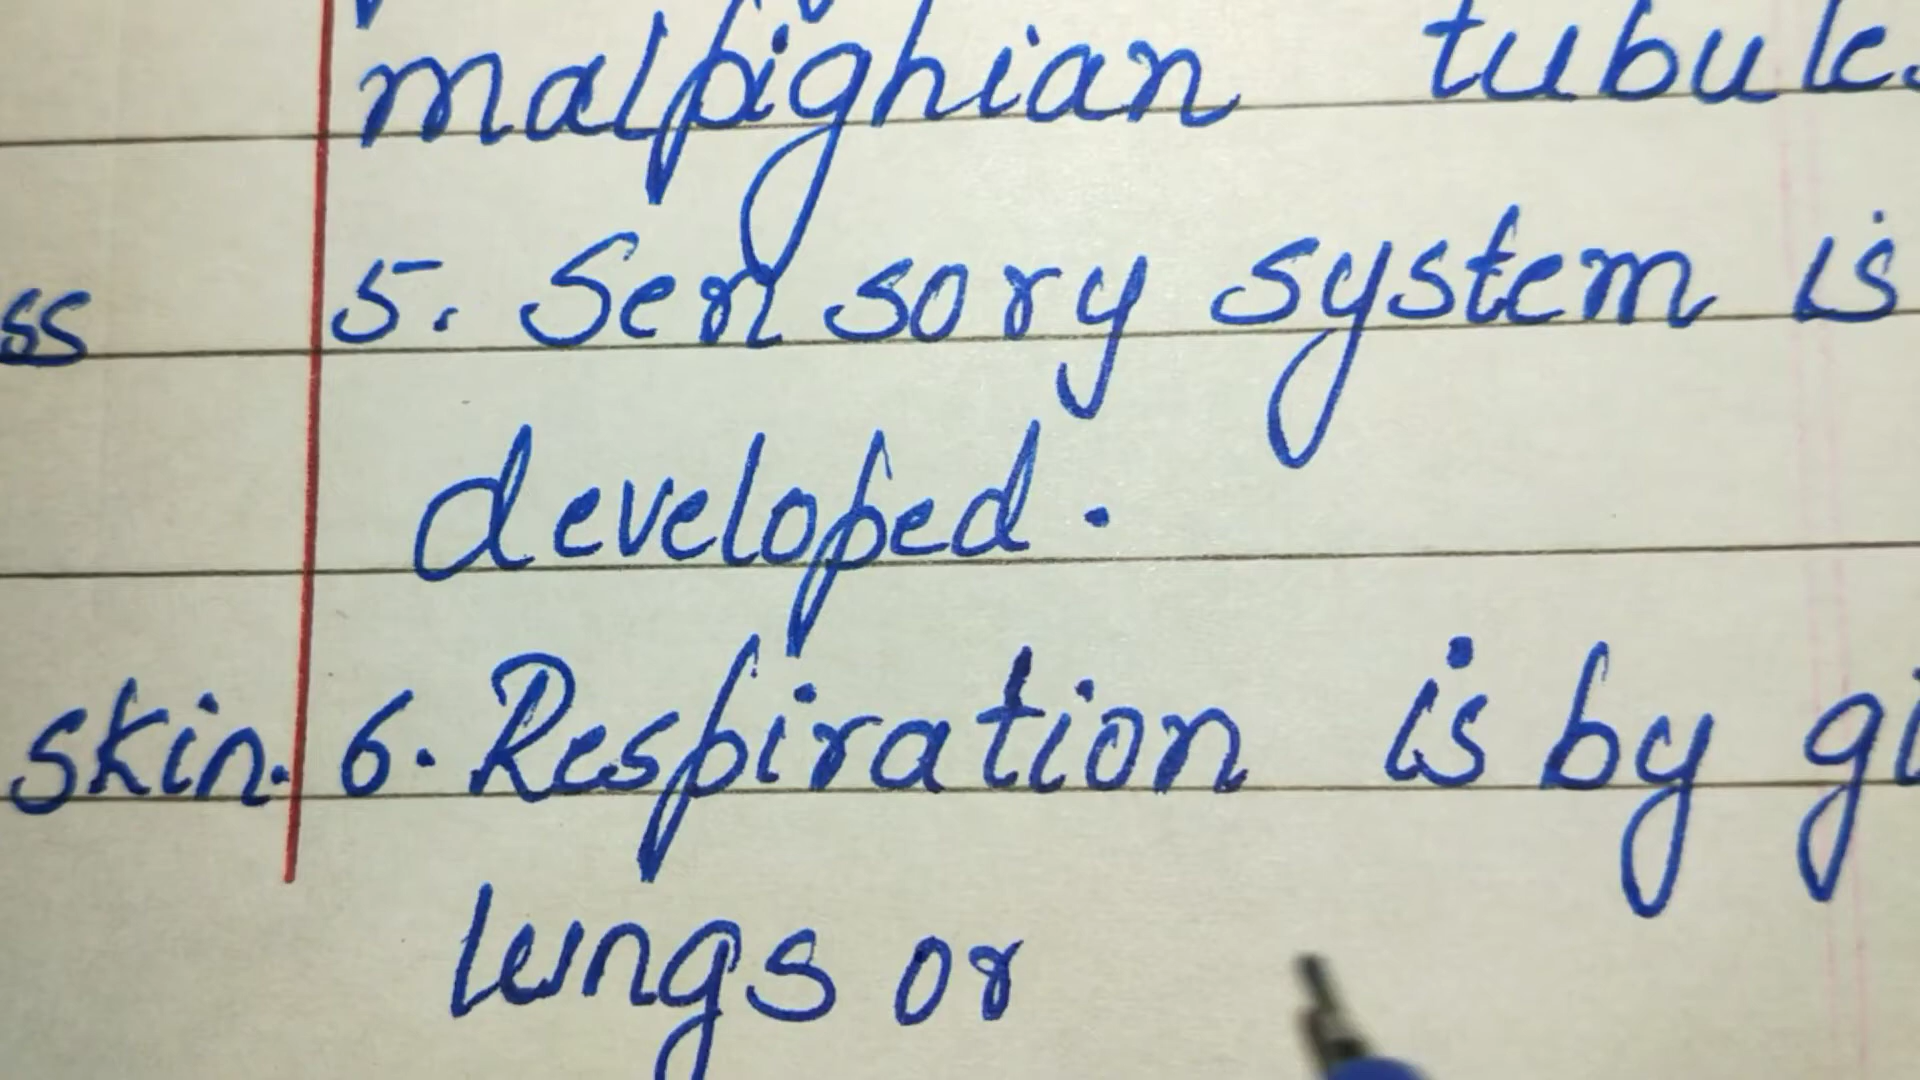 malpighian tubule
ss 5. Sensory system is
developed.
skin. 6. Respiration is by gi
lungs or